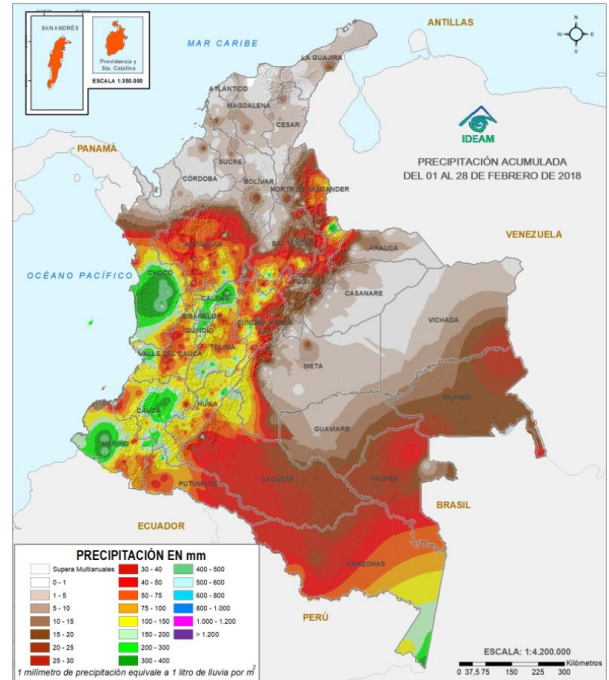 SAN ANDRÉS
Providencia y
Sta. Catalina
ESCALA 1:350.000
ANTILLAS
MAR CARIBE
N
W
E
S
LA GUAJIRA
ATLÁNTICO
MAGDALENA
CESAR
IDEAM
PRECIPITACIÓN ACUMULADA
DEL 01 AL 28 DE FEBRERO DE 2018
PANAMÁ
SUCRE
CÓRDOBA
BOLÍVAR
NORTE DE SANTANDER
VENEZUELA
ANTIOQUIA
SANTANDER
ARAUCA
OCÉANO PACÍFICO
CHOCÓ
BOYACÁ
CASANARE
CALDAS
RISARALDA
CUNDINAMARCA
VICHADA
QUINDÍO
TOLIMA
VALLE DEL CAUCA
META
GUAINÍA
CAUCA
HUILA
GUAVIARE
NARIÑO
CAQUETÁ
VAUPÉS
PUTUMAYO
BRASIL
ECUADOR
AMAZONAS
PERÚ
PRECIPITACIÓN EN mm
Supera Multianuales
30 - 40
400 - 500
0 - 1
40 - 50
500 - 600
1 - 5
50 - 75
600 - 800
5 - 10
75 - 100
800 - 1.000
10 - 15
100 - 150
1.000 - 1.200
15 - 20
150 - 200
> 1.200
20 - 25
200 - 300
25 - 30
300 - 400
1 milímetro de precipitación equivale a 1 litro de lluvia por m²
ESCALA: 1:4.200.000
Kilómetros
0 37,5 75 150 225 300